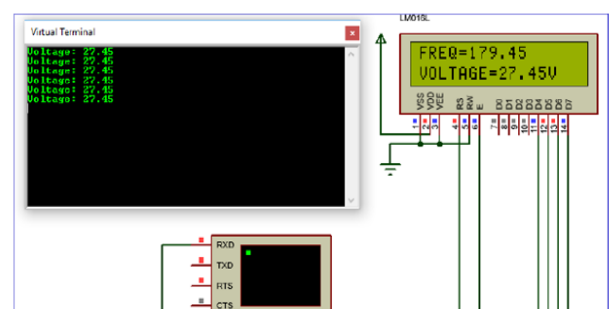 Virtual Terminal
Voltage: 27.45
Voltage: 27.45
Voltage: 27.45
Voltage: 27.45
Voltage: 27.45
Voltage: 27.45
LM016L
FREQ=179.45
VOLTAGE=27.45V
VSS VDD VEE RS RW E D0 D1 D2 D3 D4 D5 D6 D7
1 2 3 4 5 6 7 8 9 10 11 12 13 14
RXD
TXD
RTS
CTS